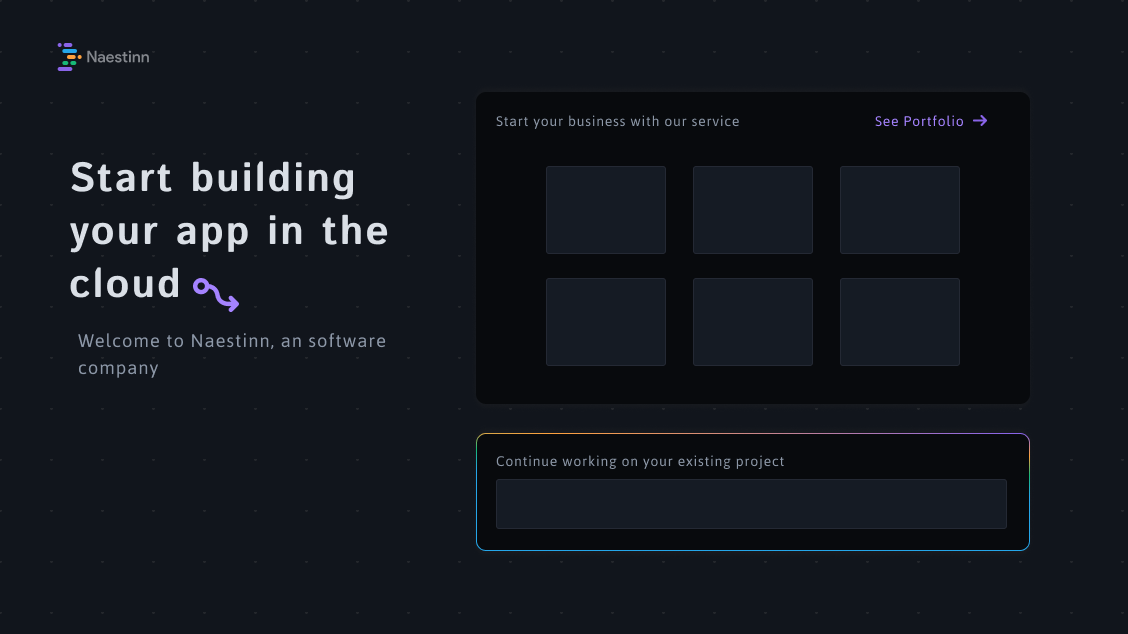 Naestinn
Start building
your app in the
cloud
Welcome to Naestinn, an software
company
Start your business with our service
See Portfolio
Continue working on your existing project